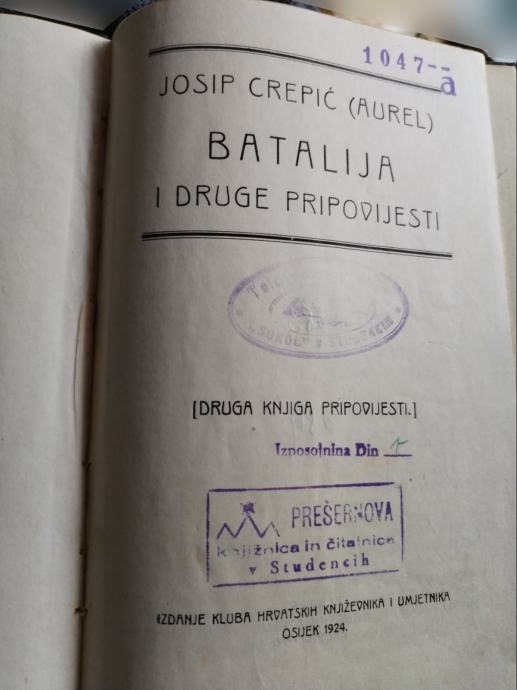 1047--a
JOSIP CREPIĆ (AUREL)
BATALIJA
I DRUGE PRIPOVIJESTI
"SOKOL" v
[DRUGA KNJIGA PRIPOVIJESTI.]
Izposojnina Din 1
PREŠERNOVA
knjižnica in čitalnica
v Studencih
IZDANJE KLUBA HRVATSKIH KNJIŽEVNIKA I UMJETNIKA
OSIJEK 1924.